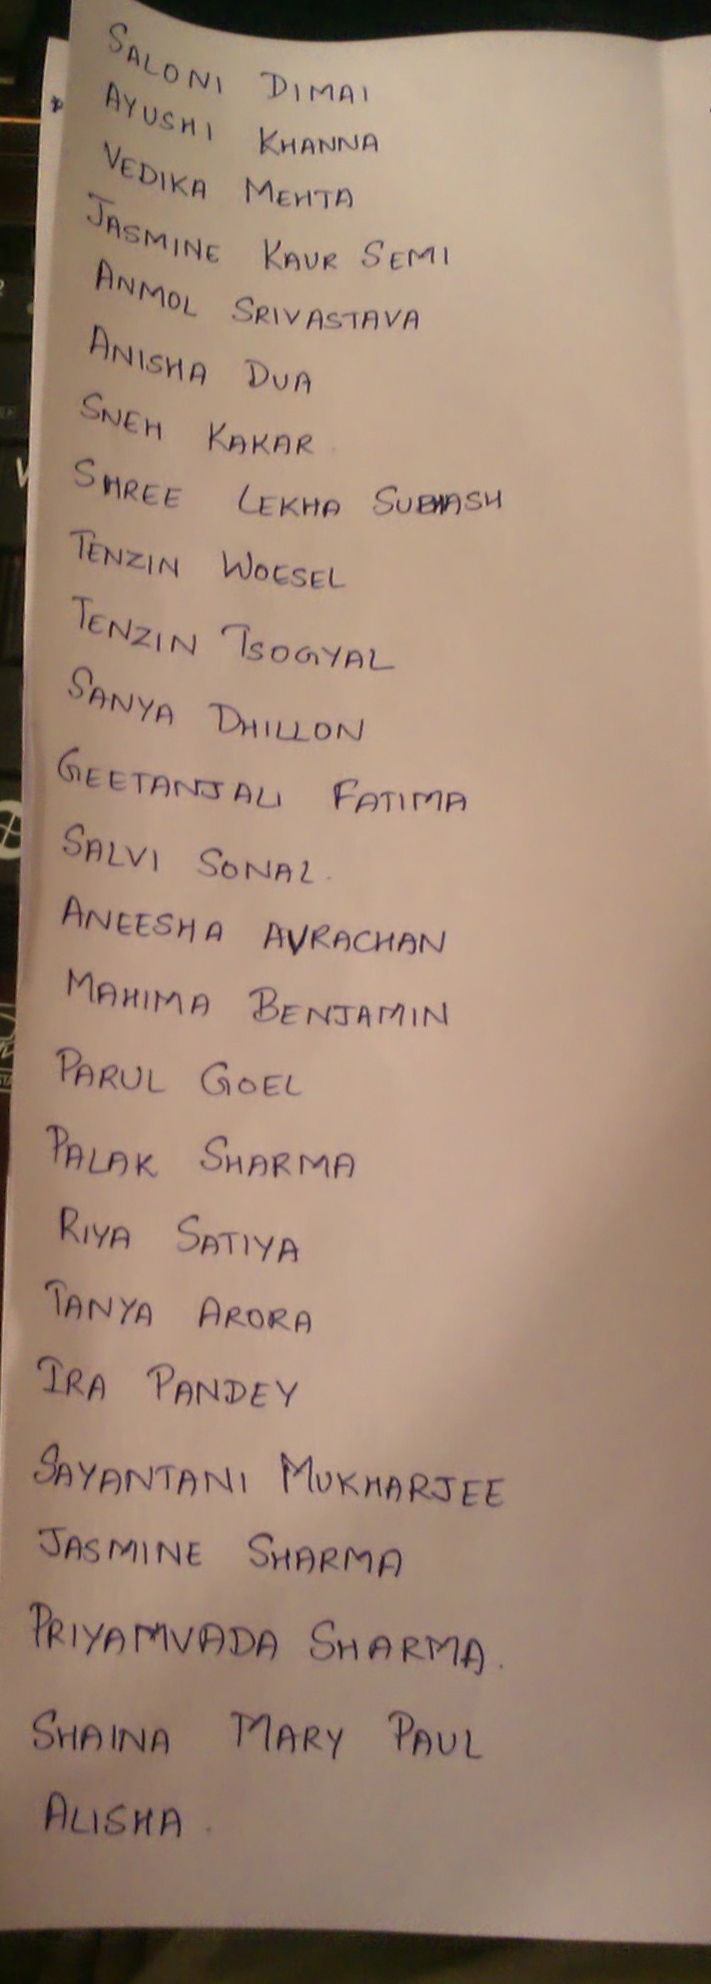 SALONI DIMAI
AYUSHI KHANNA
VEDIKA MEHTA
JASMINE KAUR SEMI
ANMOL SRIVASTAVA
ANISHA DUA
SNEH KAKAR
SHREE LEKHA SUBHASH
TENZIN WOESEL
TENZIN TSOGYAL
SANYA DHILLON
GEETANJALI FATIMA
SALVI SONAL.
ANEESHA AVRACHAN
MAHIMA BENJAMIN
PARUL GOEL
PALAK SHARMA
RIYA SATIYA
TANYA ARORA
IRA PANDEY
SAYANTANI MUKHARJEE
JASMINE SHARMA
PRIYAMVADA SHARMA.
SHAINA MARY PAUL
ALISHA.